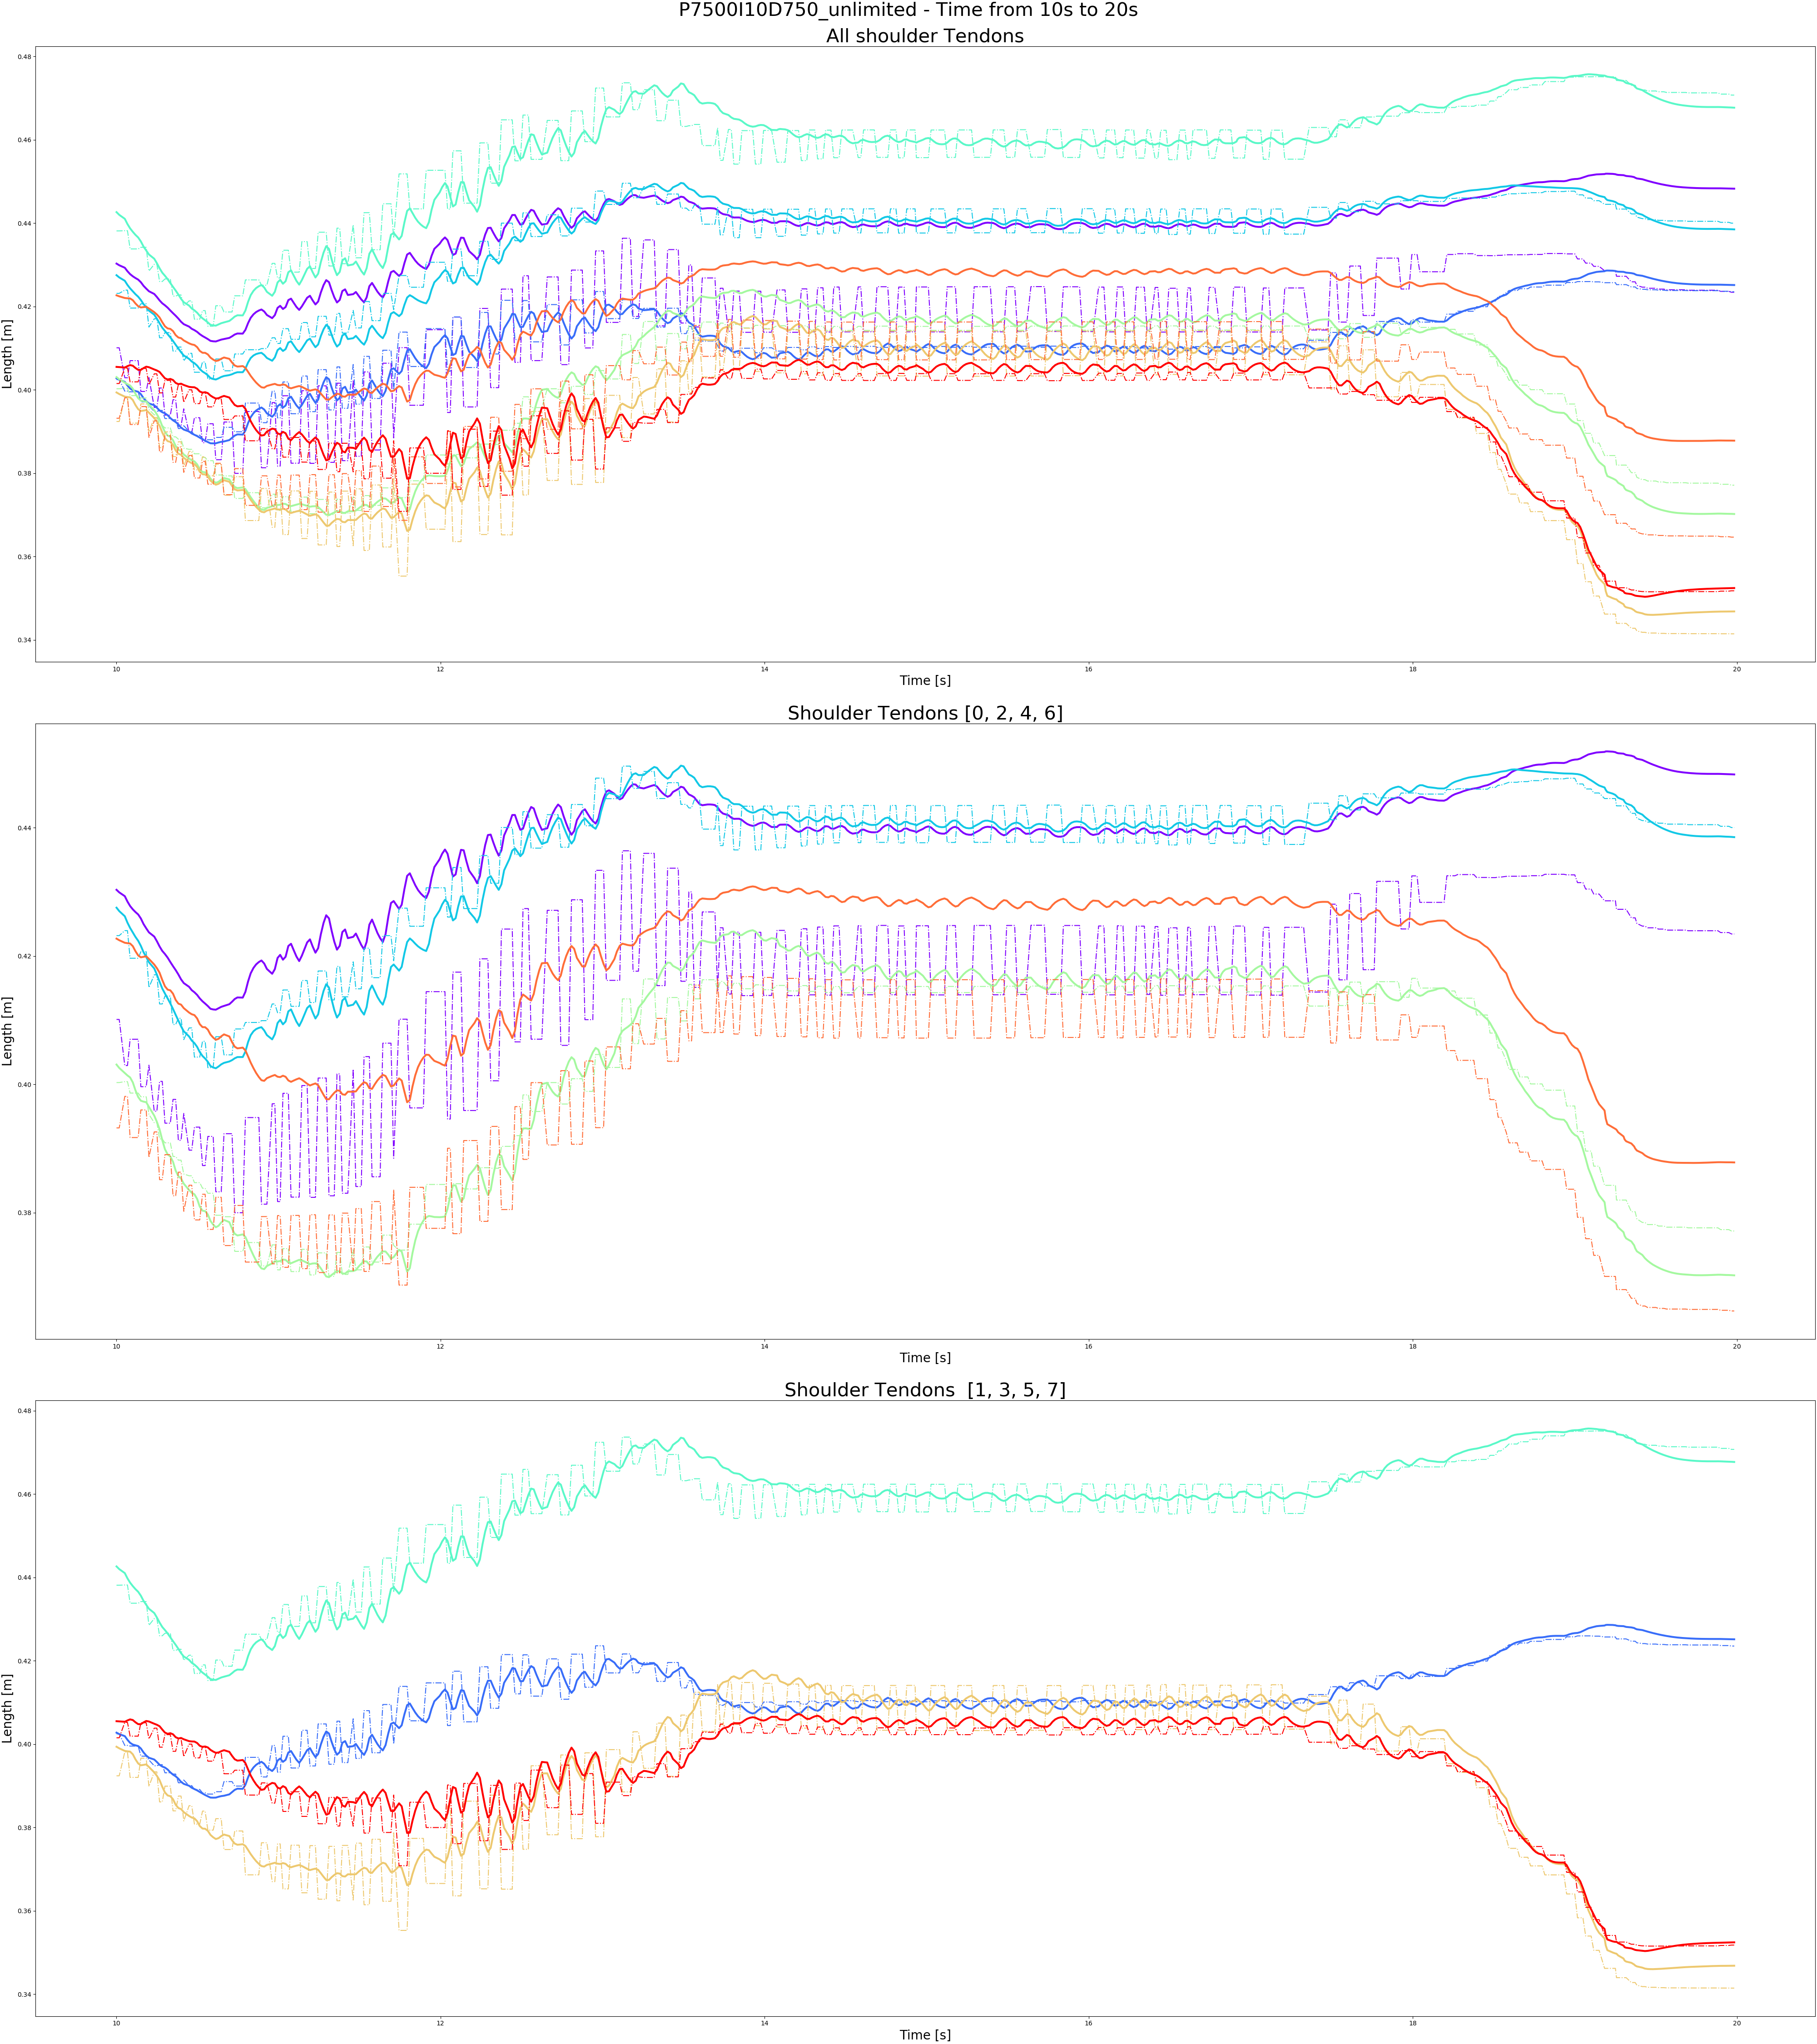 P7500I10D750_unlimited - Time from 10s to 20s
All shoulder Tendons
0.48
0.46
0.44
0.42
0.40
0.38
0.36
0.34
Length [m]
10 12 14 16 18 20
Time [s]
Shoulder Tendons [0, 2, 4, 6]
0.44
0.42
0.40
0.38
Length [m]
10 12 14 16 18 20
Time [s]
Shoulder Tendons  [1, 3, 5, 7]
0.48
0.46
0.44
0.42
0.40
0.38
0.36
0.34
Length [m]
10 12 14 16 18 20
Time [s]